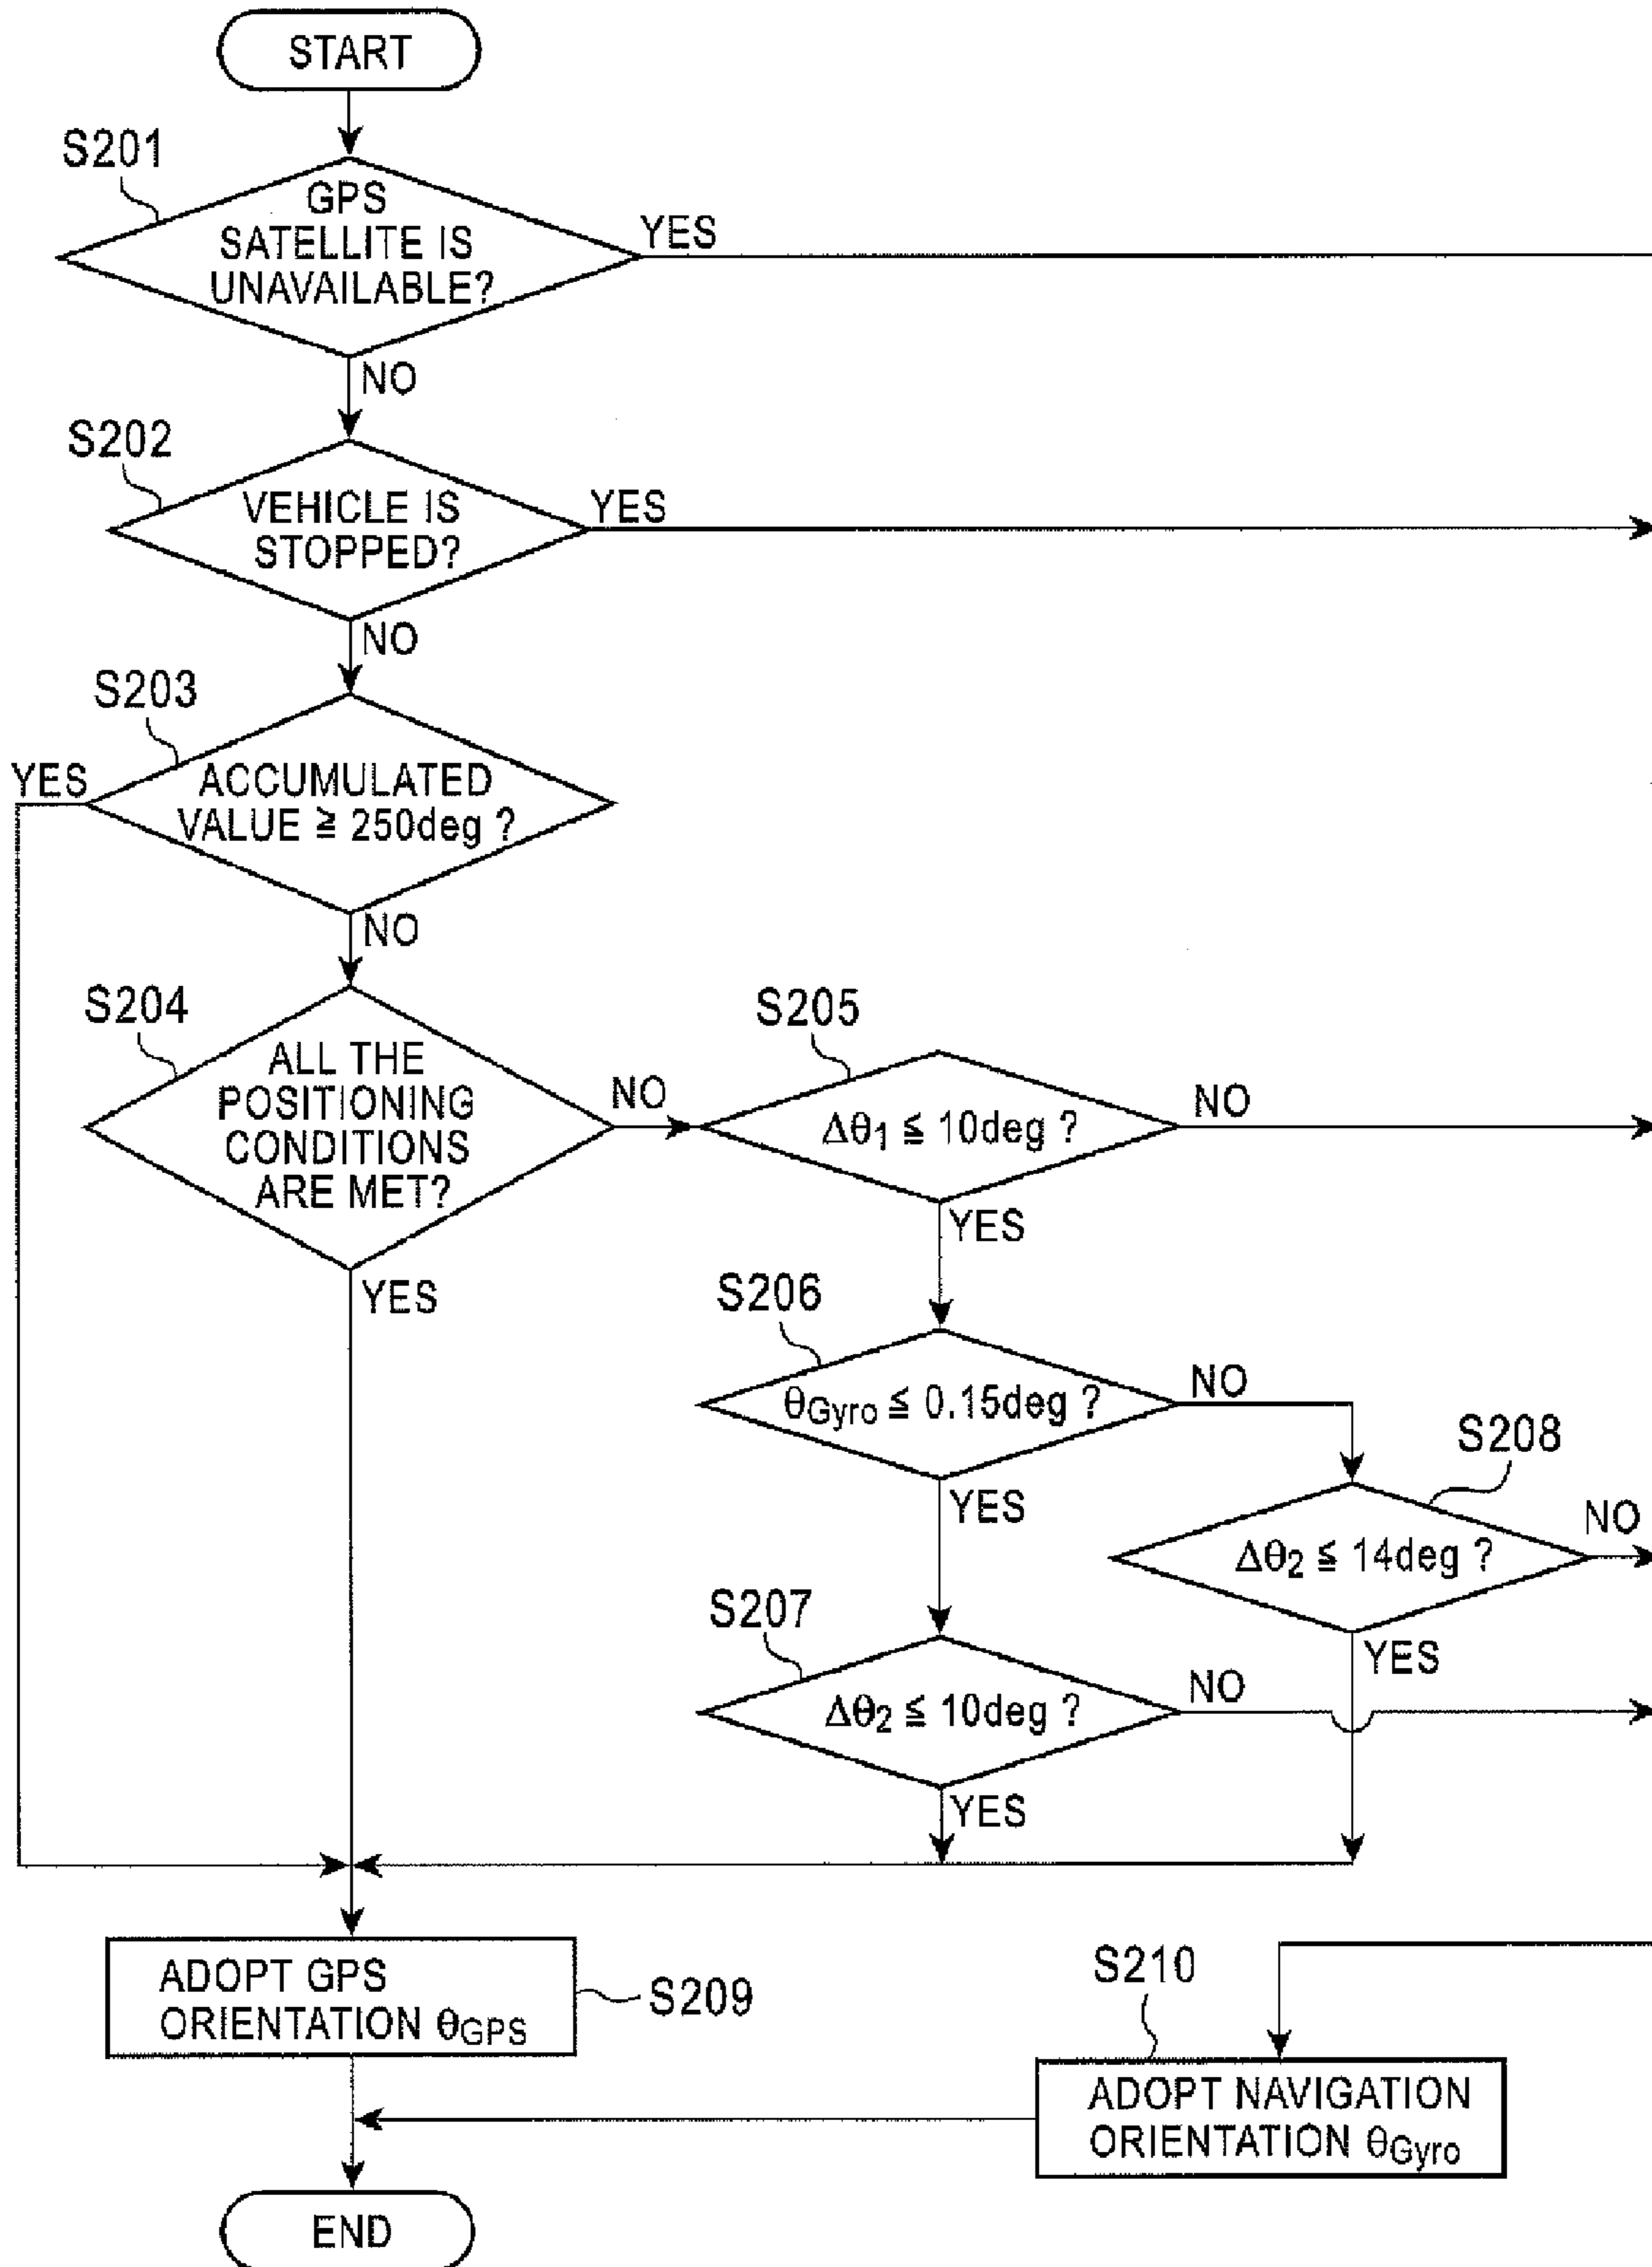 START
S201
GPS
SATELLITE IS
UNAVAILABLE?
YES
NO
S202
VEHICLE IS
STOPPED?
YES
NO
S203
YES
ACCUMULATED
VALUE ≧ 250deg ?
NO
S204
ALL THE
POSITIONING
CONDITIONS
ARE MET?
NO
YES
S205
Δθ1 ≦ 10deg ?
NO
YES
S206
θGyro ≦ 0.15deg ?
NO
YES
S208
Δθ2 ≦ 14deg ?
NO
YES
S207
Δθ2 ≦ 10deg ?
NO
YES
ADOPT GPS
ORIENTATION θGPS
S209
S210
ADOPT NAVIGATION
ORIENTATION θGyro
END